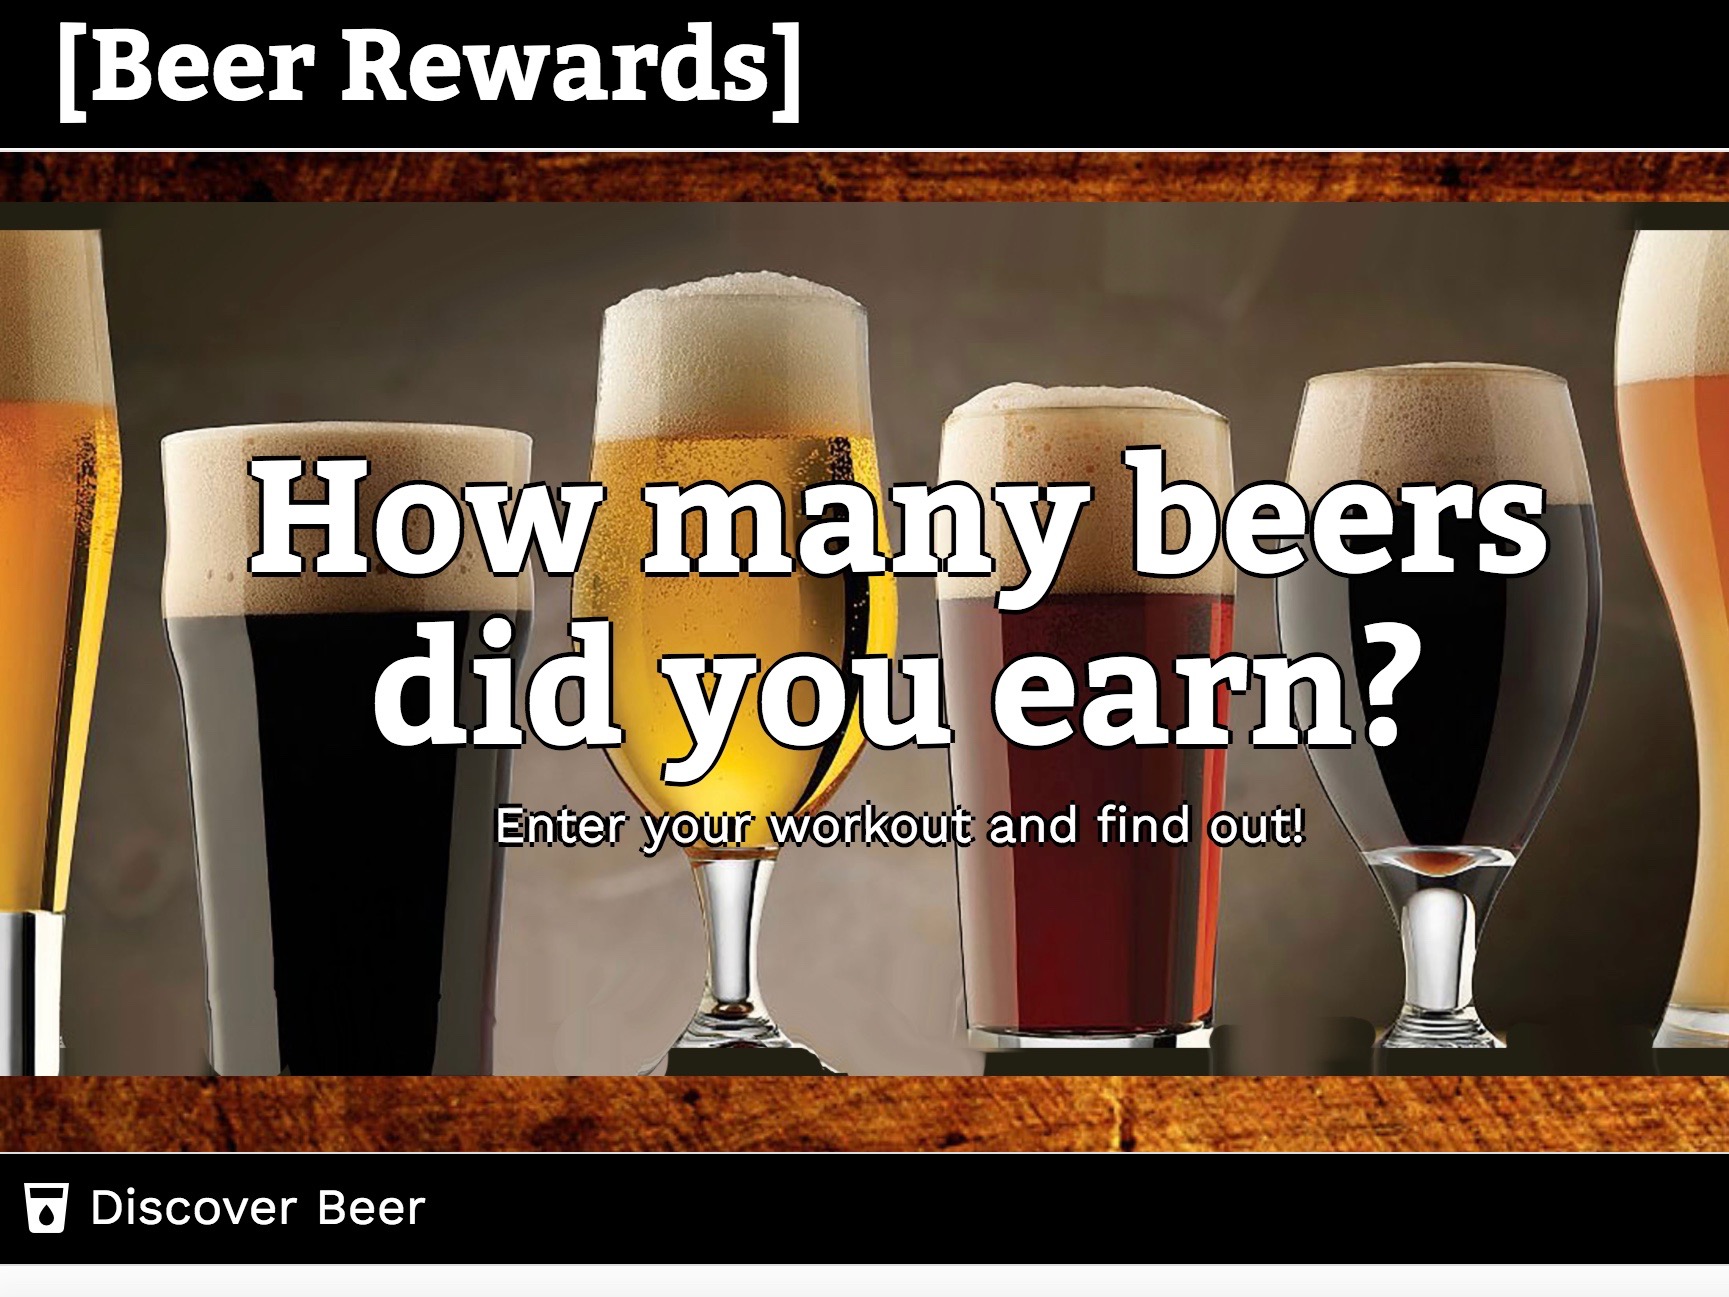 [Beer Rewards]
How many beers
did you earn?
Enter your workout and find out!
Discover Beer